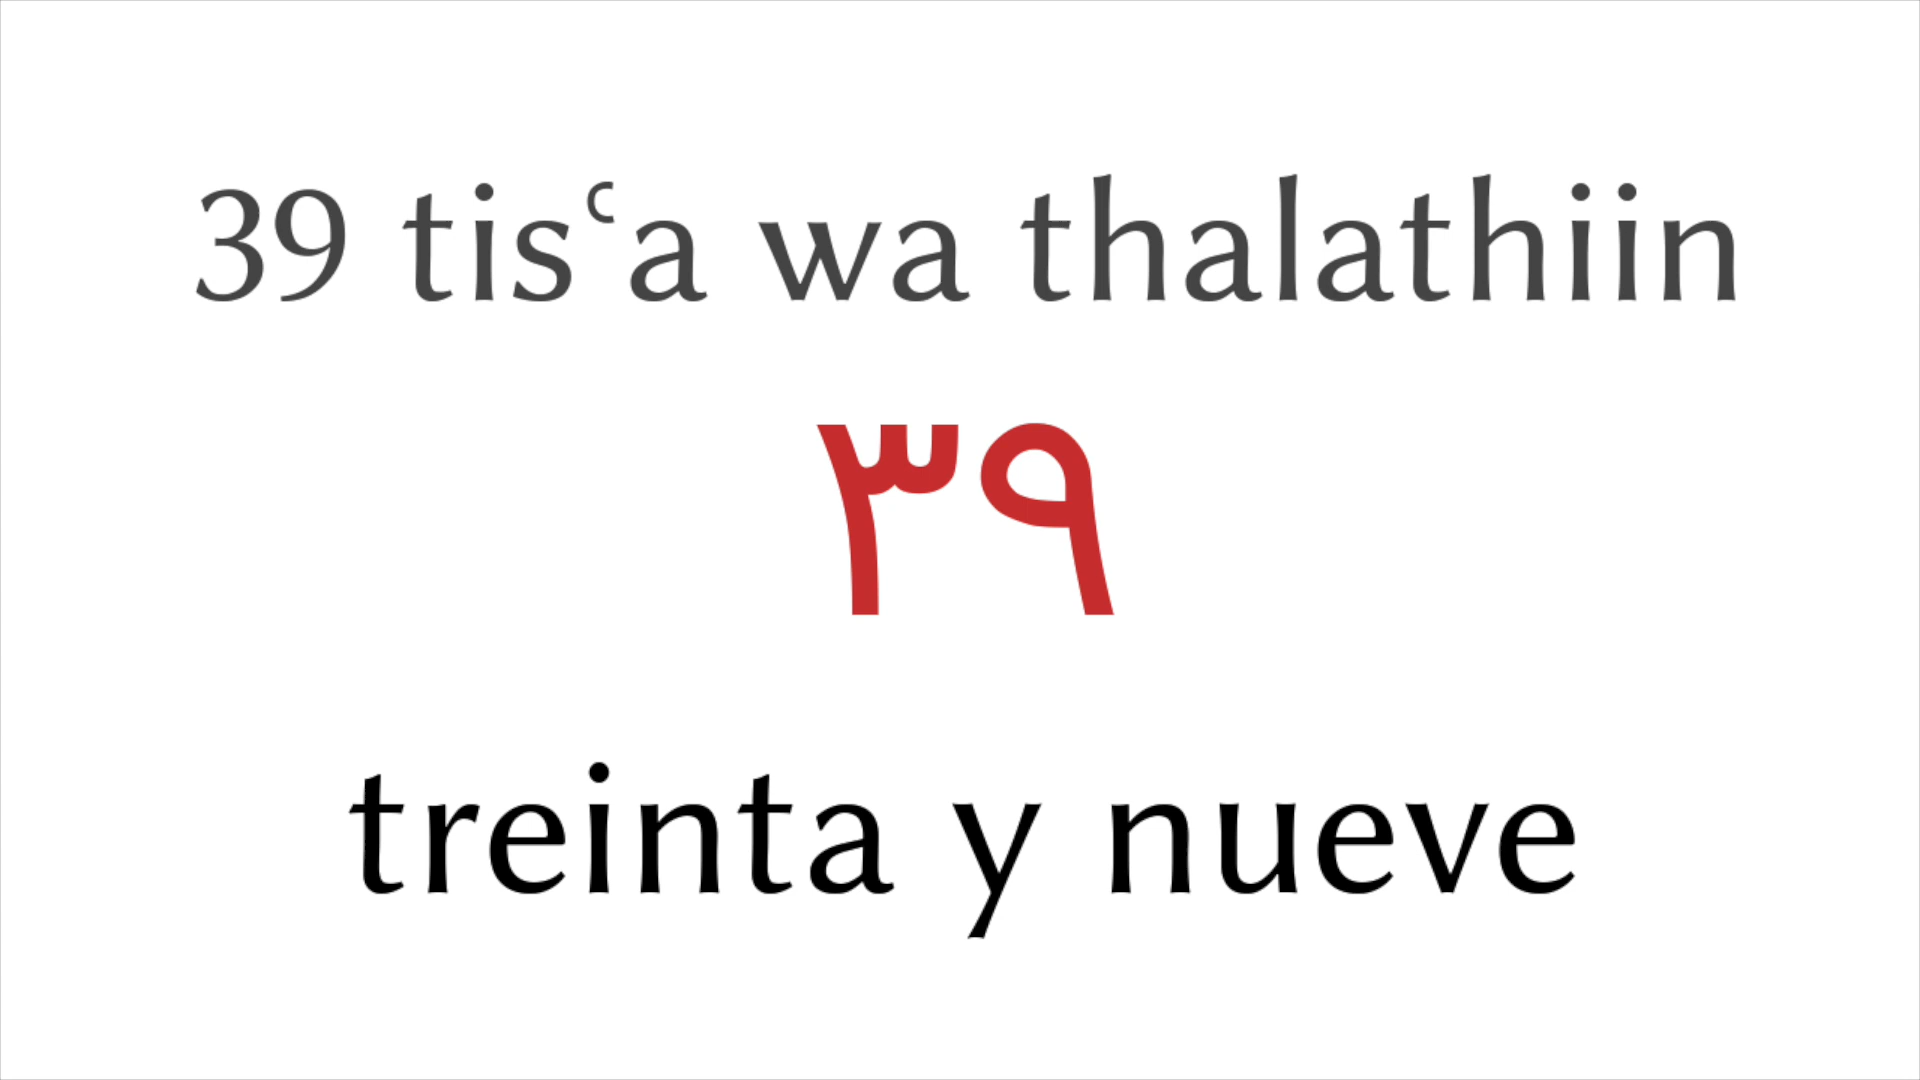 39 tisʿa wa thalathiin
٣٩
treinta y nueve